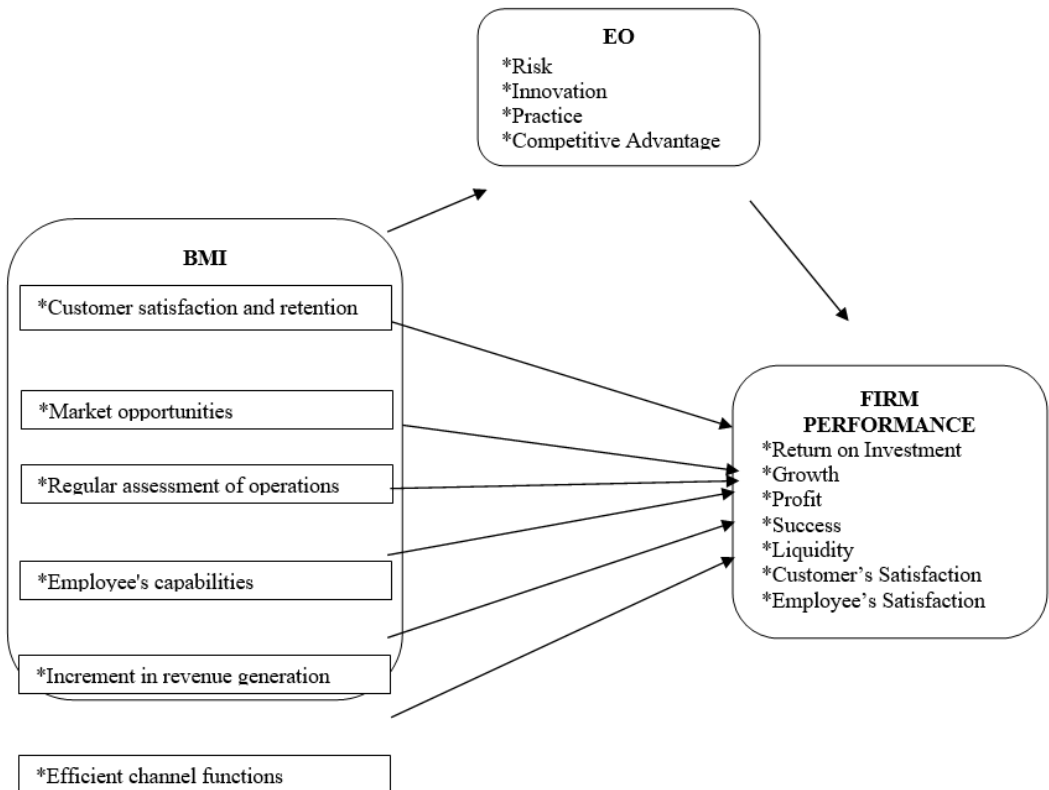 EO
*Risk
*Innovation
*Practice
*Competitive Advantage
BMI
*Customer satisfaction and retention
*Market opportunities
*Regular assessment of operations
*Employee's capabilities
*Increment in revenue generation
*Efficient channel functions
FIRM
PERFORMANCE
*Return on Investment
*Growth
*Profit
*Success
*Liquidity
*Customer’s Satisfaction
*Employee’s Satisfaction